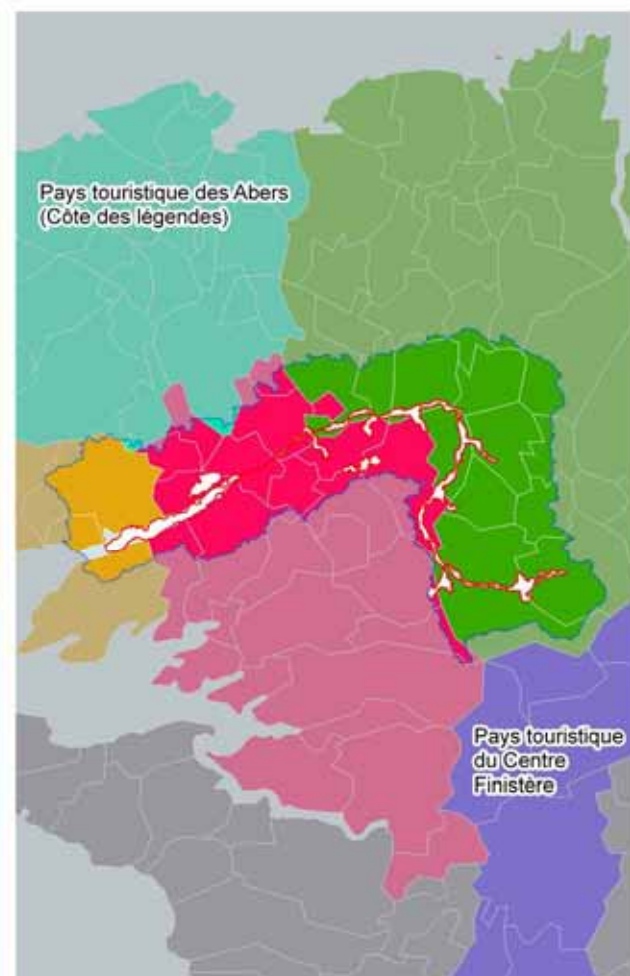 Pays touristique des Abers
(Côte des légendes)
Pays touristique
du Centre
Finistère